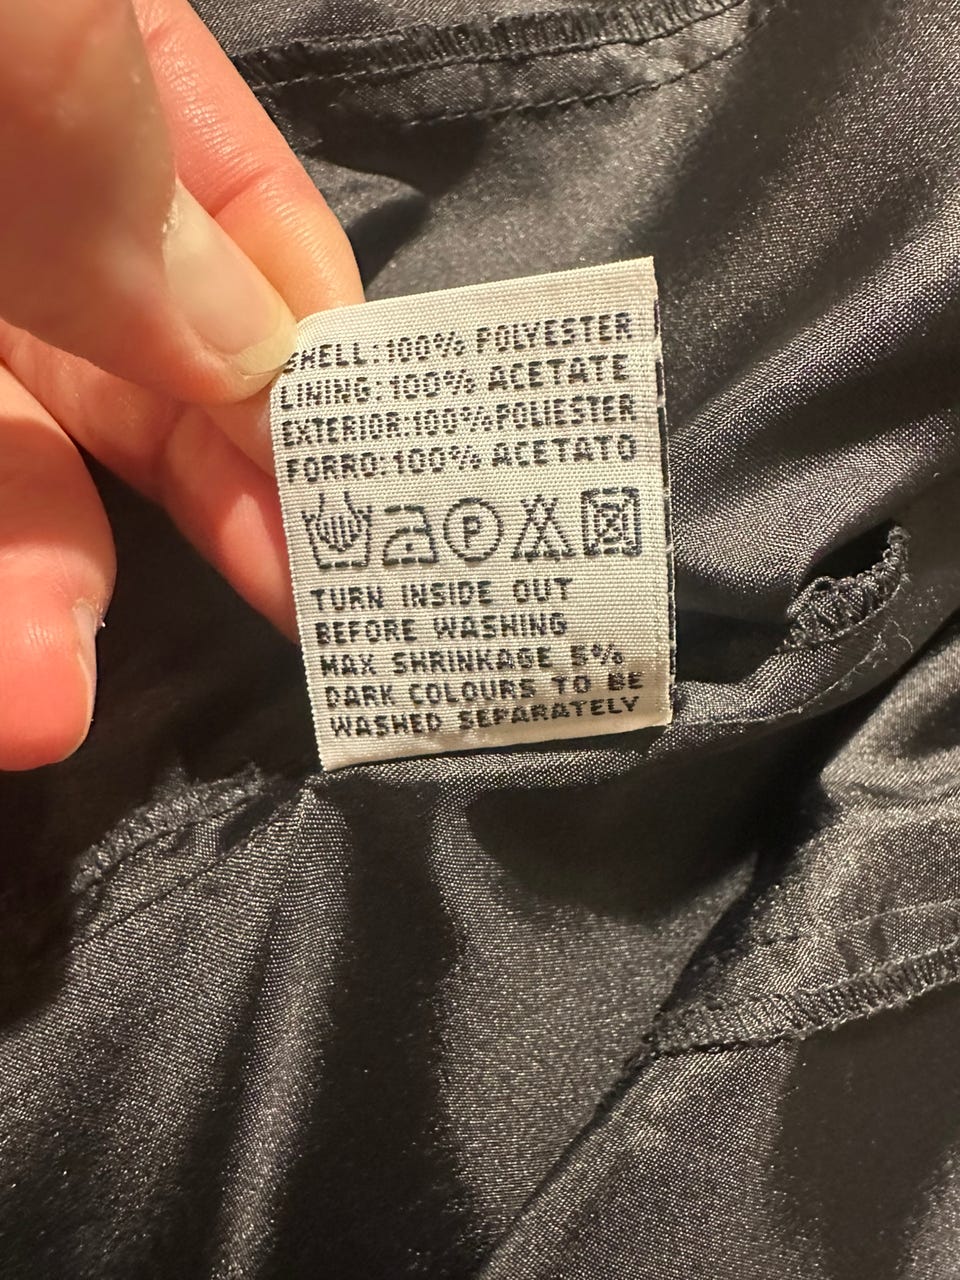 SHELL:100% POLYESTER
LINING:100% ACETATE
EXTERIOR:100%POLIESTER
FORRO:100% ACETATO
P
TURN INSIDE OUT
BEFORE WASHING
MAX SHRINKAGE 5%
DARK COLOURS TO BE
WASHED SEPARATELY